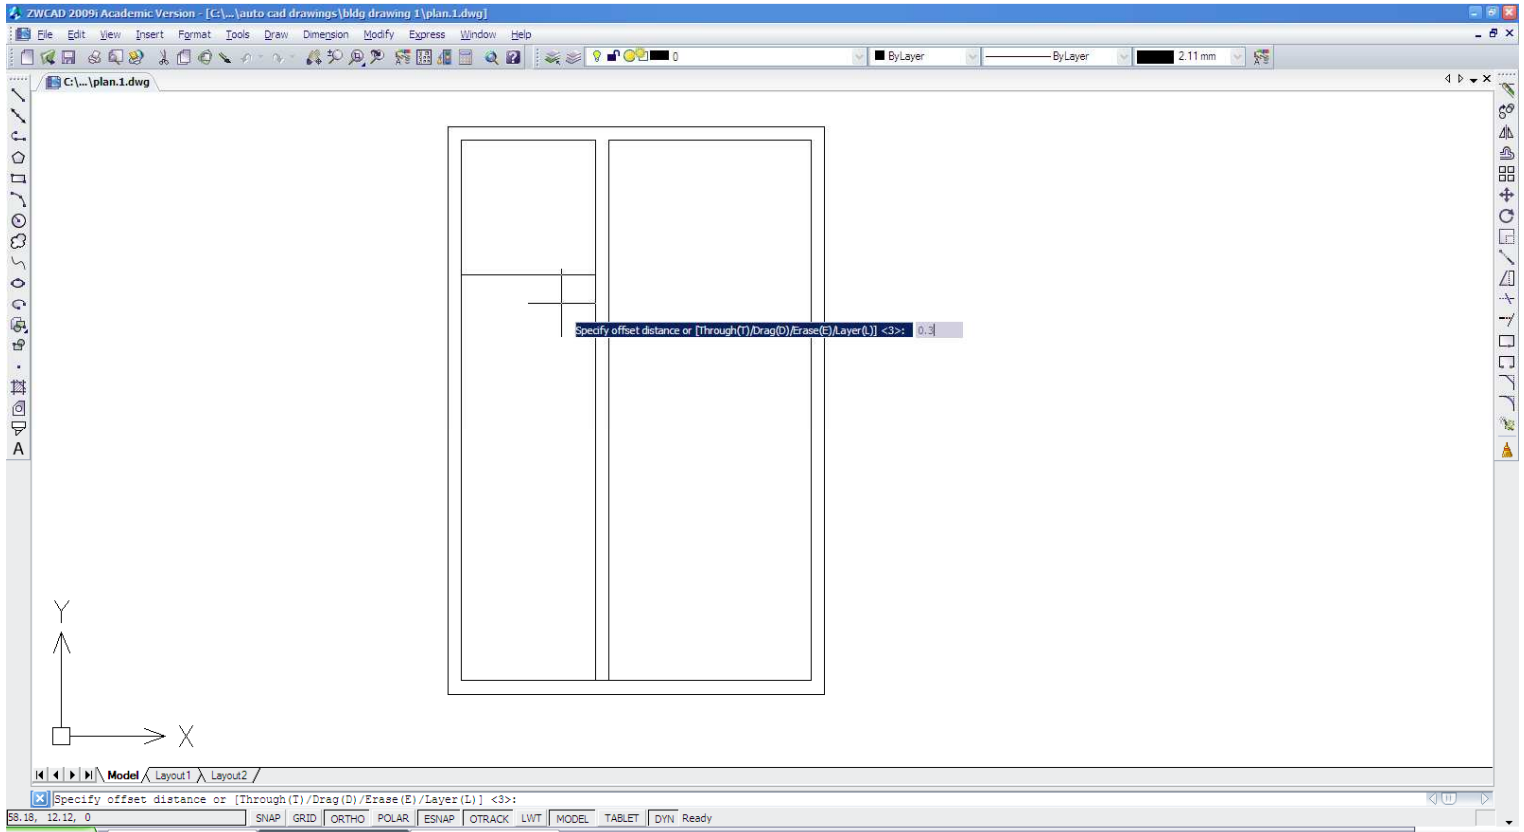 ZWCAD 2009i Academic Version - [C:\...\auto cad drawings\bldg drawing 1\plan.1.dwg]
File Edit View Insert Format Tools Draw Dimension Modify Express Window Help
0 ByLayer ByLayer 2.11 mm
C:\...\plan.1.dwg
A
Specify offset distance or [Through(T)/Drag(D)/Erase(E)/Layer(L)] <3>: 0.3
Y
X
Model Layout1 Layout2
Specify offset distance or [Through(T)/Drag(D)/Erase(E)/Layer(L)] <3>:
58.18, 12.12, 0 SNAP GRID ORTHO POLAR ESNAP OTRACK LWT MODEL TABLET DYN Ready